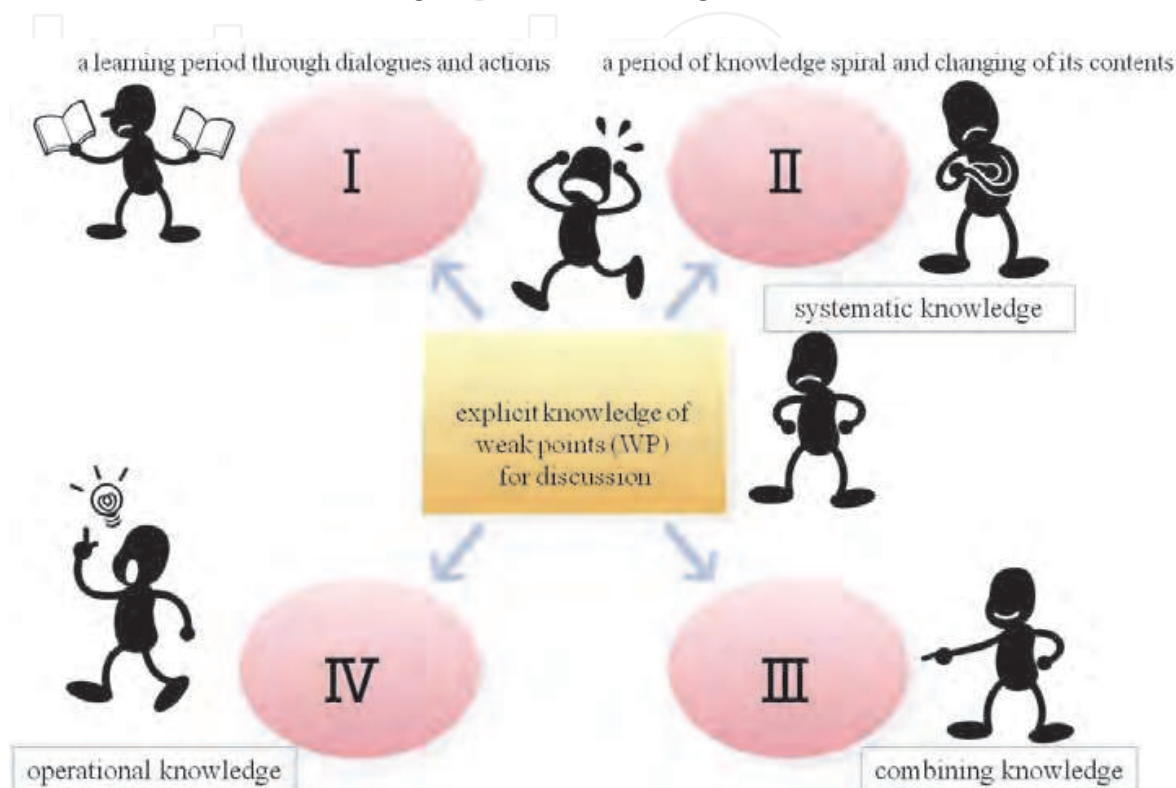 a learning period through dialogues and actions
a period of knowledge spiral and changing of its contents
I
II
systematic knowledge
explicit knowledge of
weak points (WP)
for discussion
IV
III
operational knowledge
combining knowledge